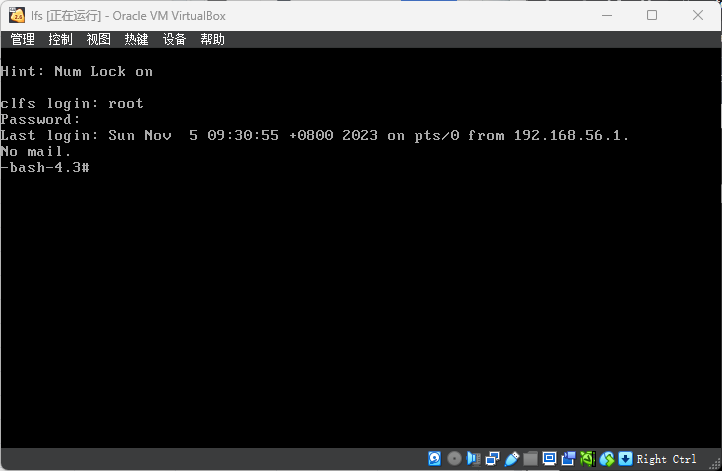 lfs [正在运行] - Oracle VM VirtualBox
管理 控制 视图 热键 设备 帮助
Hint: Num Lock on
clfs login: root
Password:
Last login: Sun Nov  5 09:30:55 +0800 2023 on pts/0 from 192.168.56.1.
No mail.
-bash-4.3#
Right Ctrl